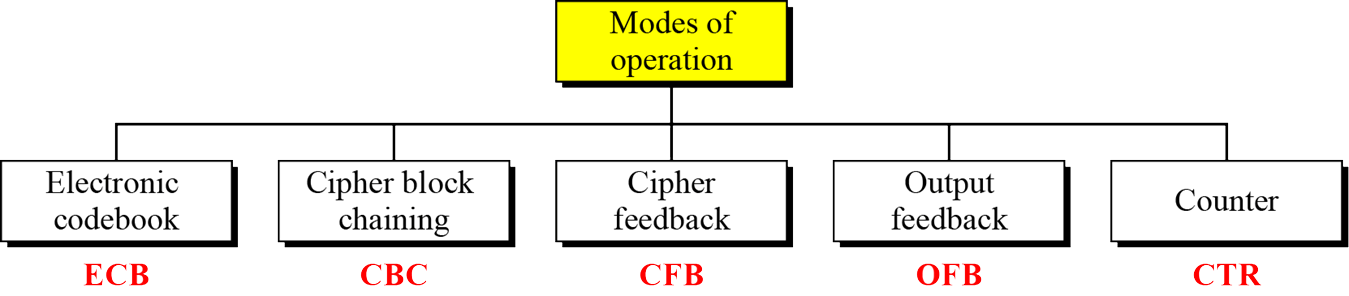 Modes of
operation
Electronic
codebook
Cipher block
chaining
Cipher
feedback
Output
feedback
Counter
ECB
CBC
CFB
OFB
CTR